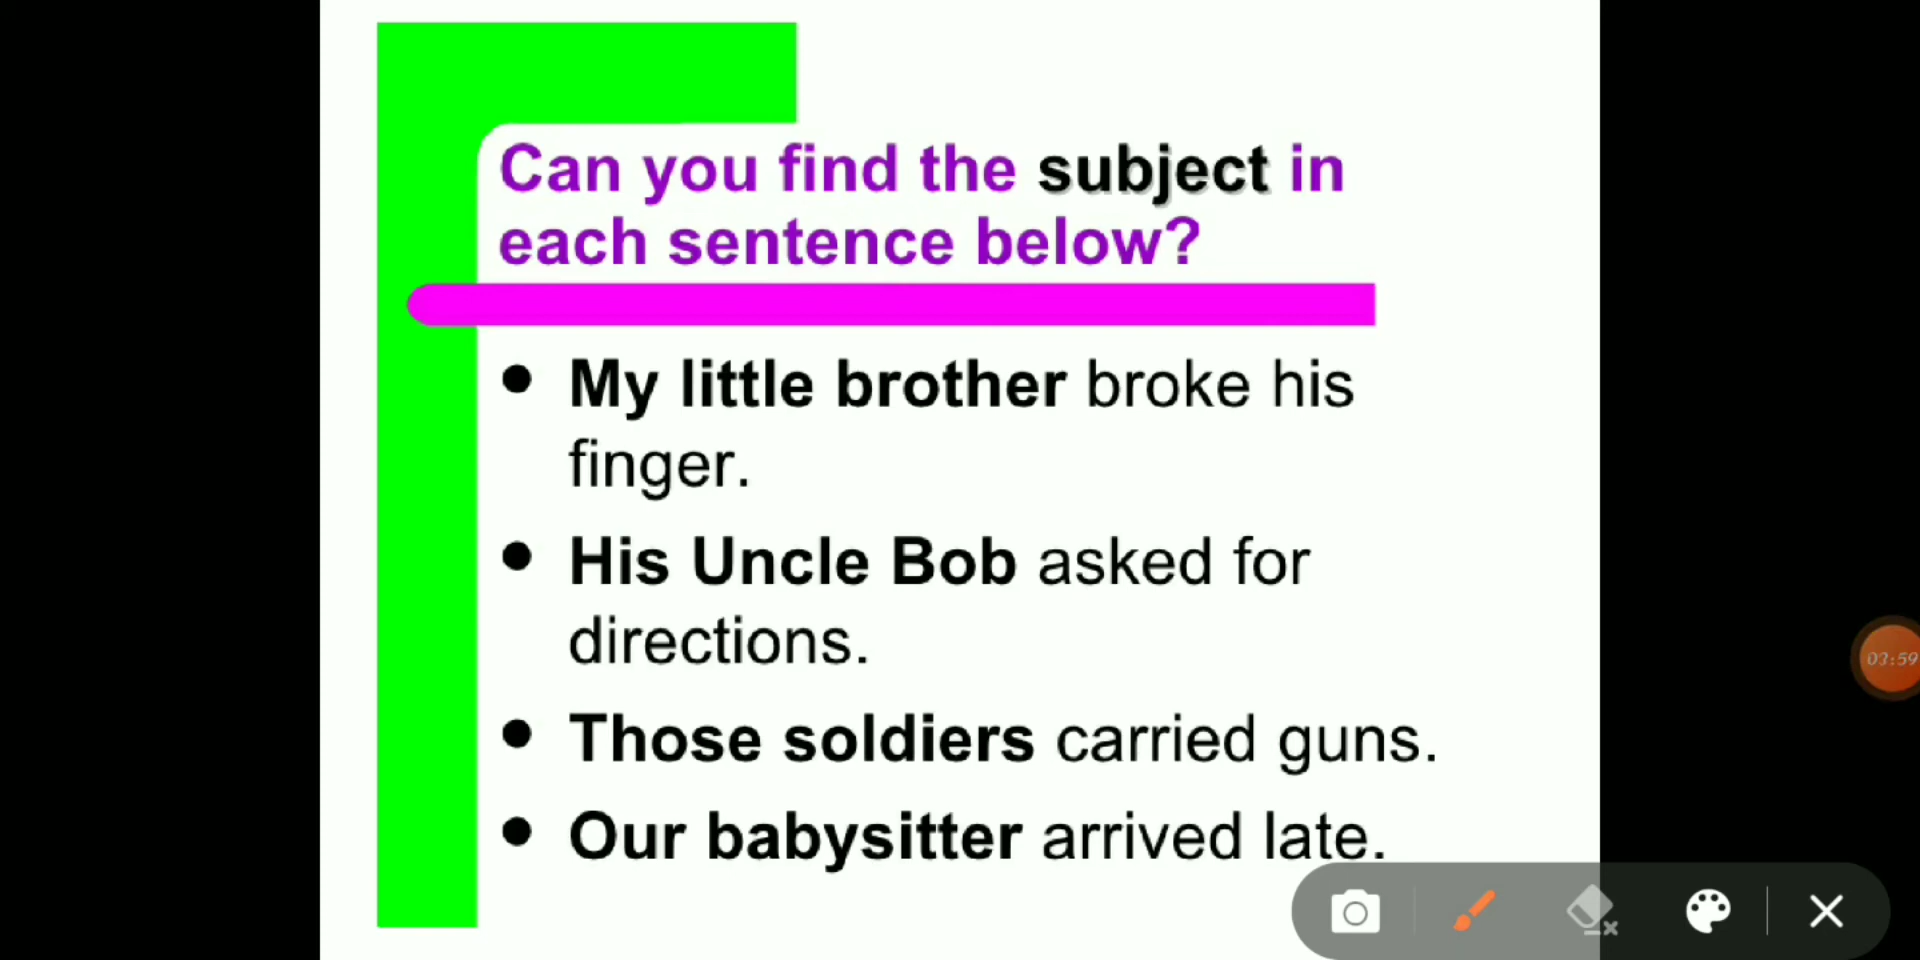 Can you find the subject in
each sentence below?
• My little brother broke his
finger.
• His Uncle Bob asked for
directions.
• Those soldiers carried guns.
• Our babysitter arrived late.
03:59